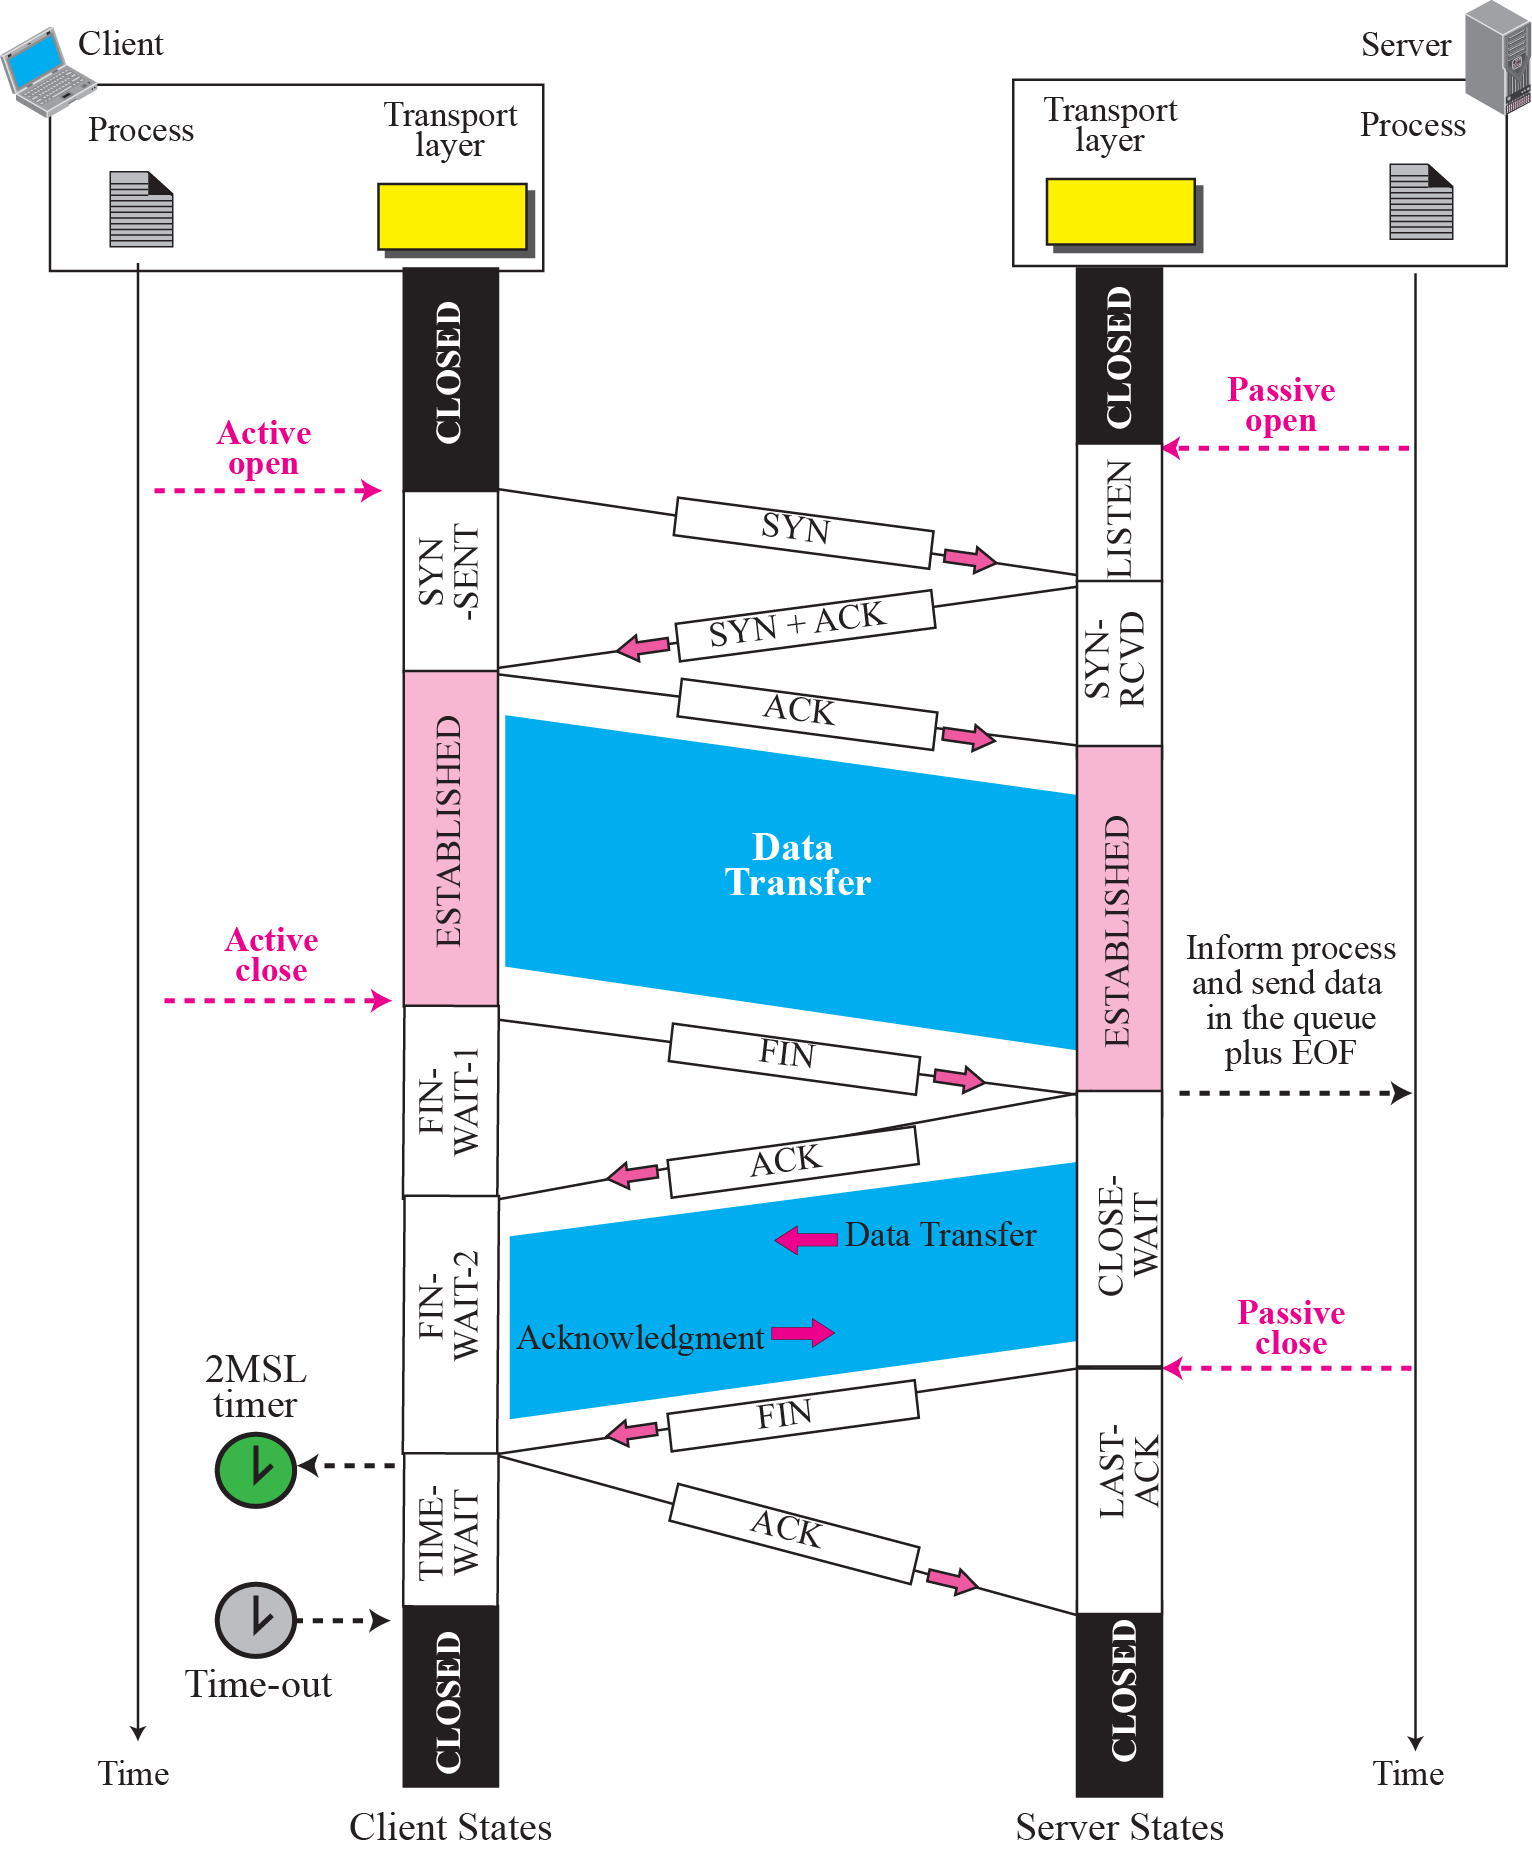 Client
Server
Process
Transport
layer
Transport
layer
Process
CLOSED
CLOSED
Passive
open
Active
open
LISTEN
SYN
SYN
-SENT
SYN + ACK
SYN-
RCVD
ACK
ESTABLISHED
Data
Transfer
ESTABLISHED
Active
close
Inform process
and send data
in the queue
plus EOF
FIN
FIN-
WAIT-1
ACK
CLOSE-
WAIT
Data Transfer
FIN-
WAIT-2
Acknowledgment
Passive
close
2MSL
timer
FIN
LAST-
ACK
TIME-
WAIT
ACK
Time-out
CLOSED
CLOSED
Time
Time
Client States
Server States